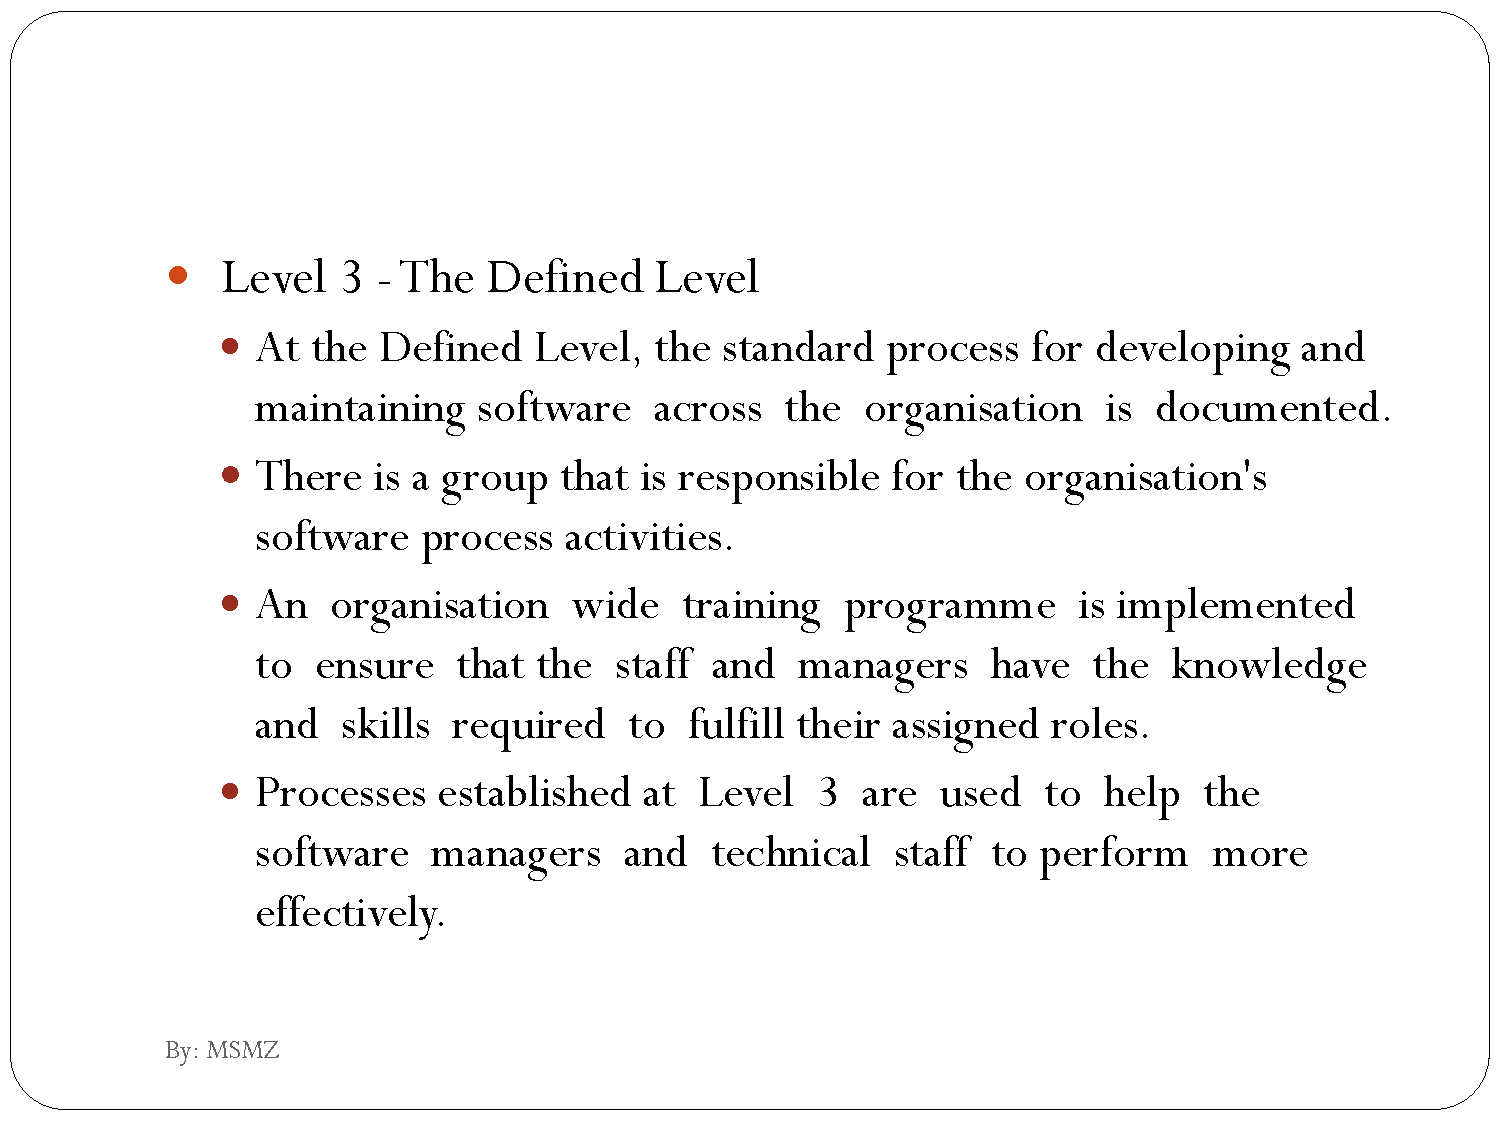 Level 3 - The Defined Level
At the Defined Level, the standard process for developing and
maintaining software across the organisation is documented.
There is a group that is responsible for the organisation's
software process activities.
An organisation wide training programme is implemented
to ensure that the staff and managers have the knowledge
and skills required to fulfill their assigned roles.
Processes established at Level 3 are used to help the
software managers and technical staff to perform more
effectively.
By: MSMZ